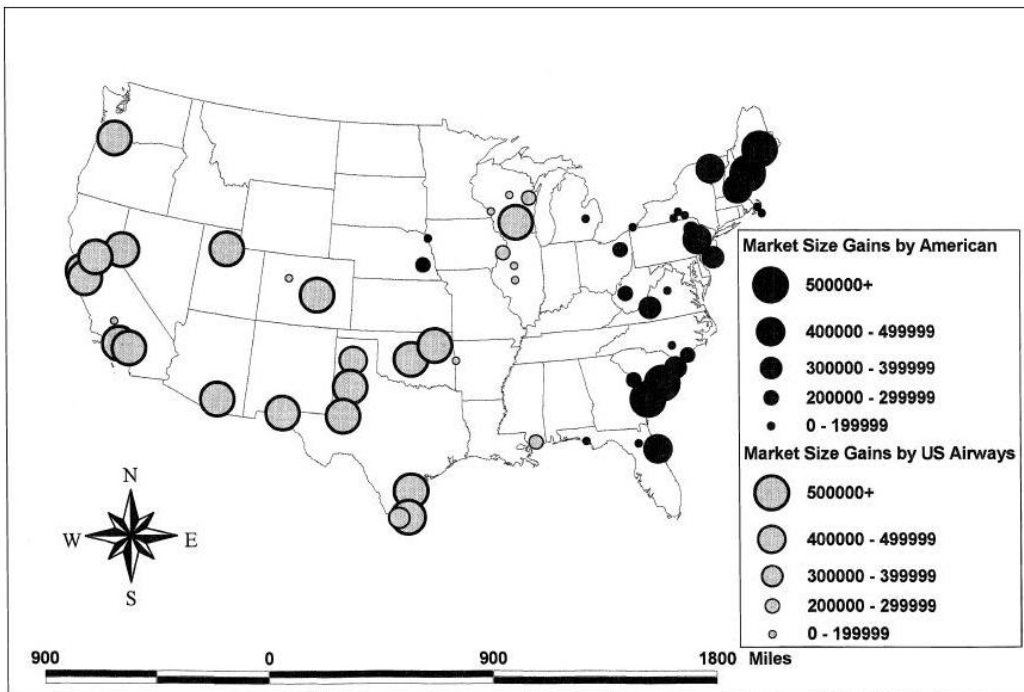 Market Size Gains by American
500000+
400000 - 499999
300000 - 399999
200000 - 299999
0 - 199999
Market Size Gains by US Airways
500000+
400000 - 499999
300000 - 399999
200000 - 299999
0 - 199999
N
W E
S
900 0 900 1800 Miles